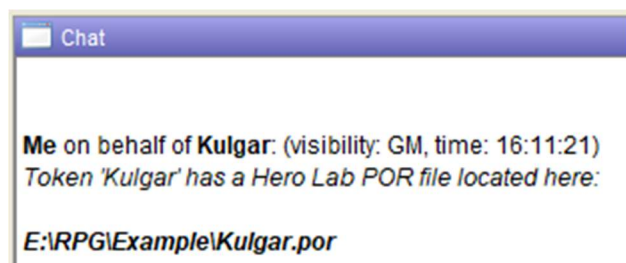 Chat
Me on behalf of Kulgar: (visibility: GM, time: 16:11:21)
Token 'Kulgar' has a Hero Lab POR file located here:
E:\RPG\Example\Kulgar.por